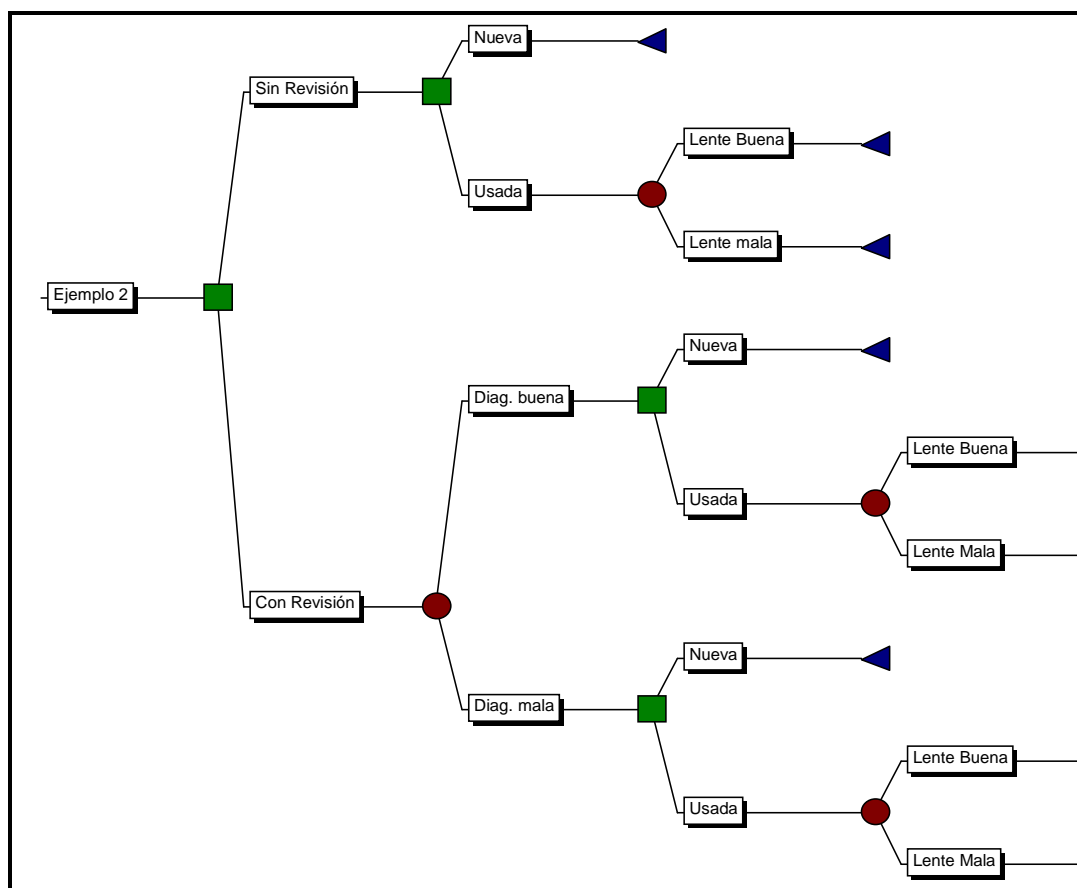 Nueva
Sin Revisión
Lente Buena
Usada
Lente mala
Ejemplo 2
Nueva
Diag. buena
Lente Buena
Usada
Lente Mala
Con Revisión
Nueva
Diag. mala
Lente Buena
Usada
Lente Mala